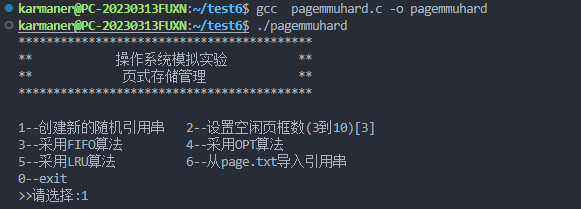 karmaner@PC-20230313FUXN:~/test6$ gcc  pagemmuhard.c -o pagemmuhard
karmaner@PC-20230313FUXN:~/test6$ ./pagemmuhard
******************************************
**            操作系统模拟实验          **
**             页式存储管理             **
******************************************
1--创建新的随机引用串   2--设置空闲页框数(3到10)[3]
3--采用FIFO算法         4--采用OPT算法
5--采用LRU算法          6--从page.txt导入引用串
0--exit
>>请选择:1